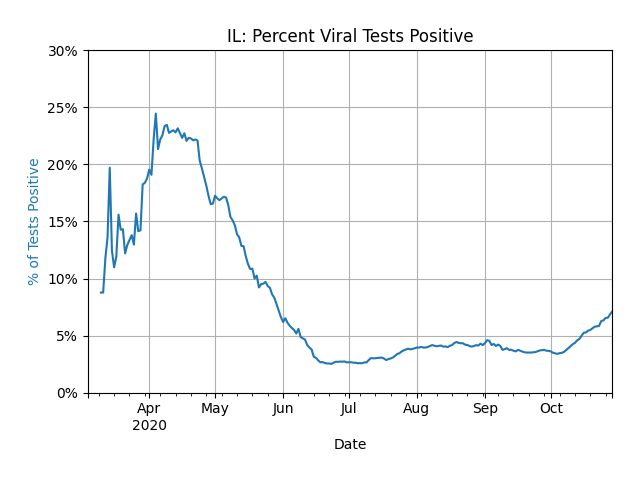 IL: Percent Viral Tests Positive
30%
25%
20%
15%
10%
5%
0%
% of Tests Positive
Apr May Jun Jul Aug Sep Oct
2020
Date